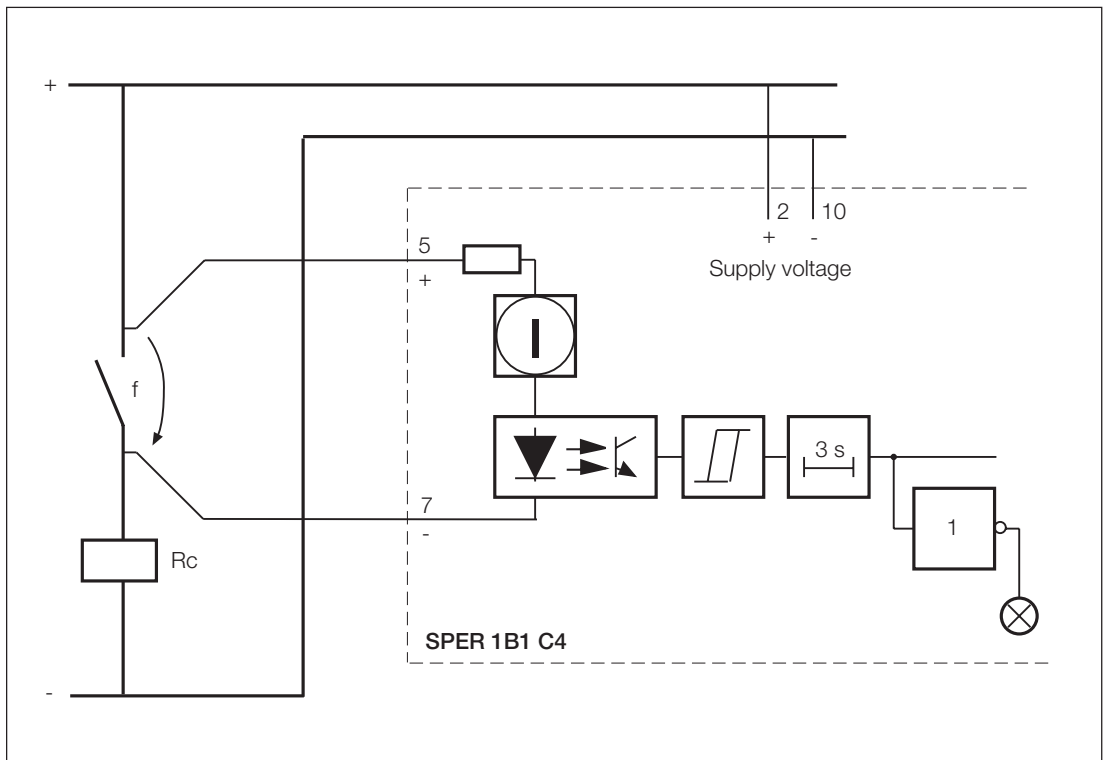 +
2 10
+ -
Supply voltage
5
+
f
3 s
7
-
1
Rc
SPER 1B1 C4
-